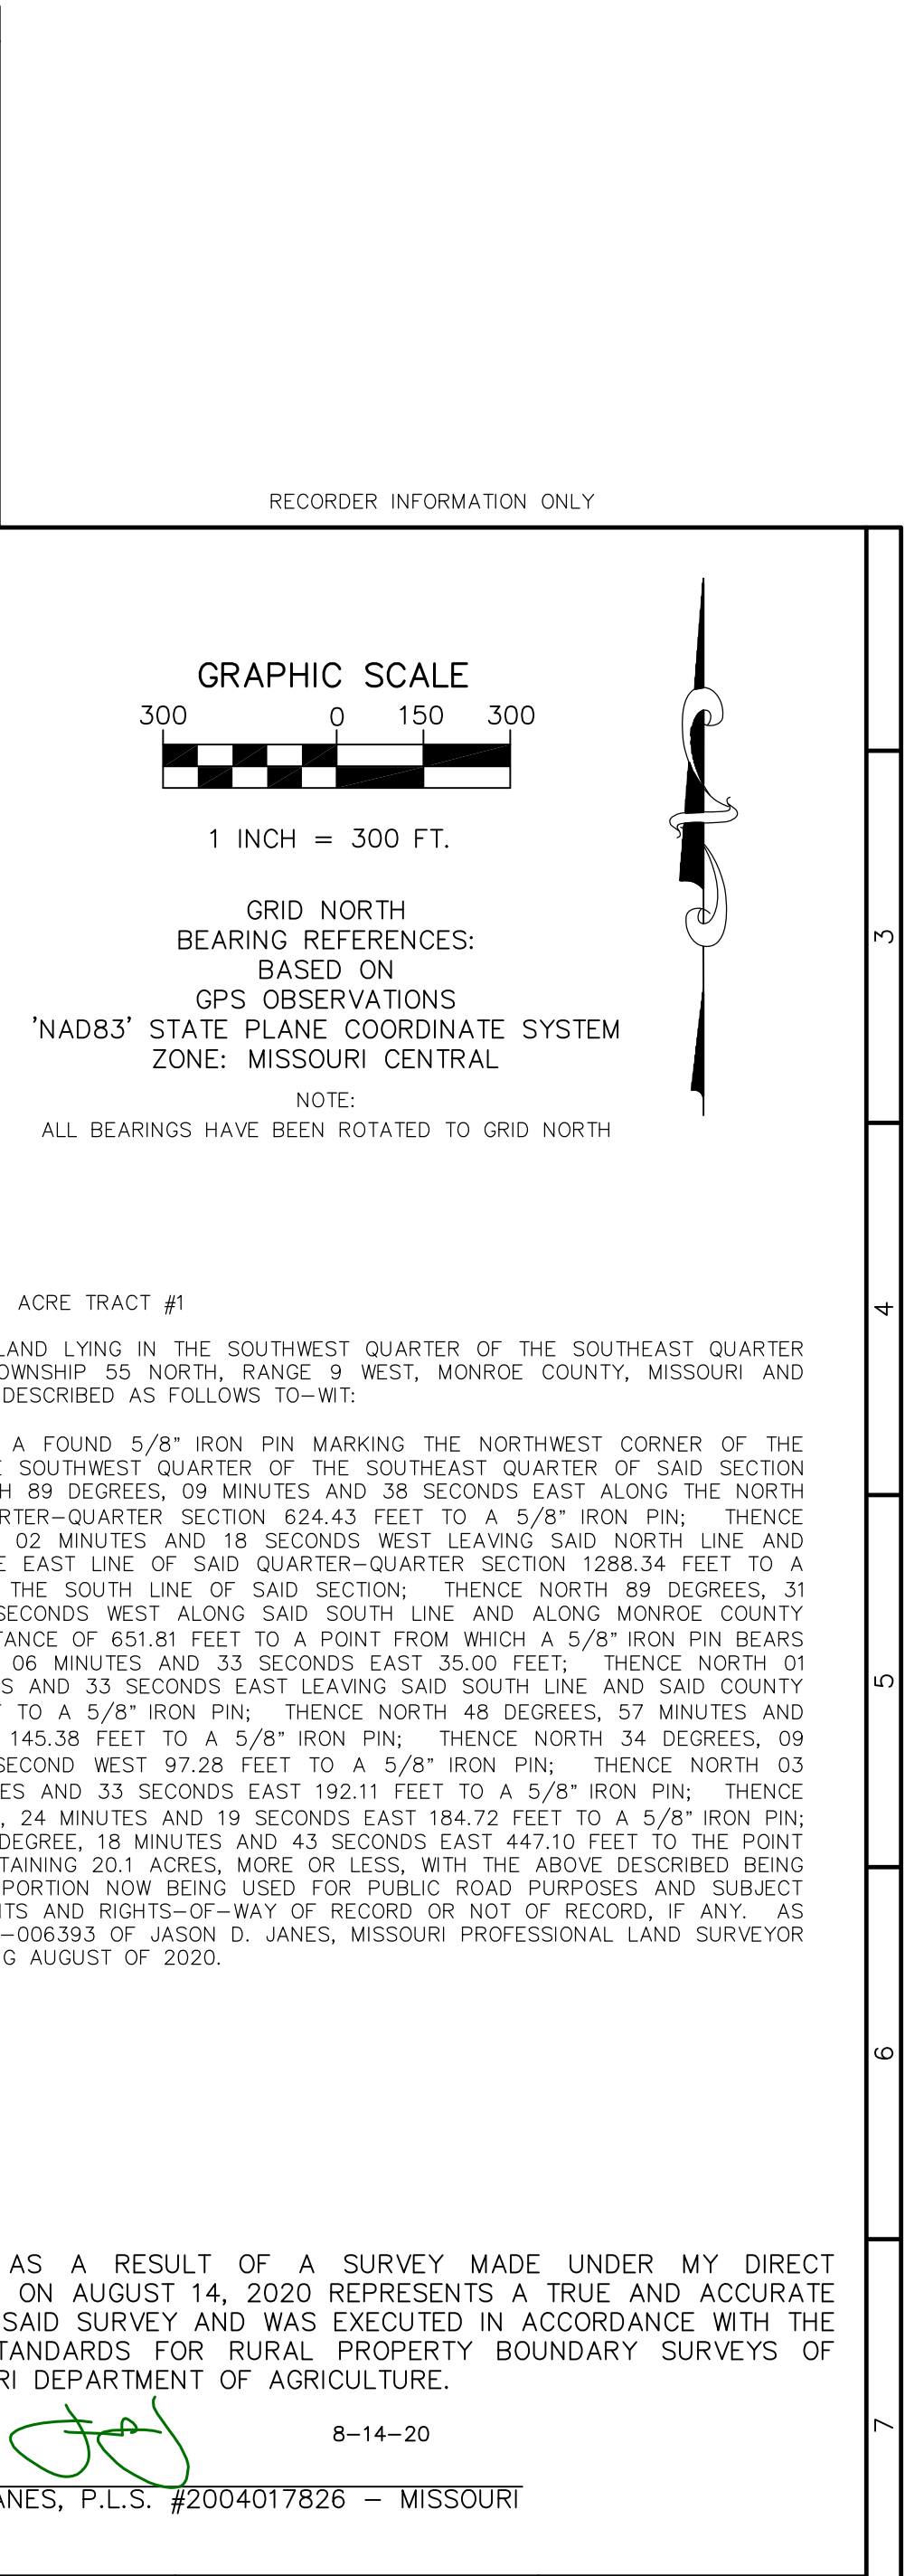 RECORDER INFORMATION ONLY
GRAPHIC SCALE
300 0 150 300
1 INCH = 300 FT.
GRID NORTH
BEARING REFERENCES:
BASED ON
GPS OBSERVATIONS
'NAD83' STATE PLANE COORDINATE SYSTEM
ZONE: MISSOURI CENTRAL
NOTE:
ALL BEARINGS HAVE BEEN ROTATED TO GRID NORTH
3
4
ACRE TRACT #1
LAND LYING IN THE SOUTHWEST QUARTER OF THE SOUTHEAST QUARTER
OWNSHIP 55 NORTH, RANGE 9 WEST, MONROE COUNTY, MISSOURI AND
DESCRIBED AS FOLLOWS TO-WIT:
A FOUND 5/8" IRON PIN MARKING THE NORTHWEST CORNER OF THE
E SOUTHWEST QUARTER OF THE SOUTHEAST QUARTER OF SAID SECTION
H 89 DEGREES, 09 MINUTES AND 38 SECONDS EAST ALONG THE NORTH
RTER-QUARTER SECTION 624.43 FEET TO A 5/8" IRON PIN; THENCE
02 MINUTES AND 18 SECONDS WEST LEAVING SAID NORTH LINE AND
E EAST LINE OF SAID QUARTER-QUARTER SECTION 1288.34 FEET TO A
THE SOUTH LINE OF SAID SECTION; THENCE NORTH 89 DEGREES, 31
SECONDS WEST ALONG SAID SOUTH LINE AND ALONG MONROE COUNTY
TANCE OF 651.81 FEET TO A POINT FROM WHICH A 5/8" IRON PIN BEARS
06 MINUTES AND 33 SECONDS EAST 35.00 FEET; THENCE NORTH 01
S AND 33 SECONDS EAST LEAVING SAID SOUTH LINE AND SAID COUNTY
T TO A 5/8" IRON PIN; THENCE NORTH 48 DEGREES, 57 MINUTES AND
145.38 FEET TO A 5/8" IRON PIN; THENCE NORTH 34 DEGREES, 09
SECOND WEST 97.28 FEET TO A 5/8" IRON PIN; THENCE NORTH 03
ES AND 33 SECONDS EAST 192.11 FEET TO A 5/8" IRON PIN; THENCE
, 24 MINUTES AND 19 SECONDS EAST 184.72 FEET TO A 5/8" IRON PIN;
DEGREE, 18 MINUTES AND 43 SECONDS EAST 447.10 FEET TO THE POINT
TAINING 20.1 ACRES, MORE OR LESS, WITH THE ABOVE DESCRIBED BEING
PORTION NOW BEING USED FOR PUBLIC ROAD PURPOSES AND SUBJECT
TS AND RIGHTS-OF-WAY OF RECORD OR NOT OF RECORD, IF ANY. AS
-006393 OF JASON D. JANES, MISSOURI PROFESSIONAL LAND SURVEYOR
G AUGUST OF 2020.
5
6
AS A RESULT OF A SURVEY MADE UNDER MY DIRECT
ON AUGUST 14, 2020 REPRESENTS A TRUE AND ACCURATE
SAID SURVEY AND WAS EXECUTED IN ACCORDANCE WITH THE
TANDARDS FOR RURAL PROPERTY BOUNDARY SURVEYS OF
RI DEPARTMENT OF AGRICULTURE.
8-14-20
7
ANES, P.L.S. #2004017826 - MISSOURI